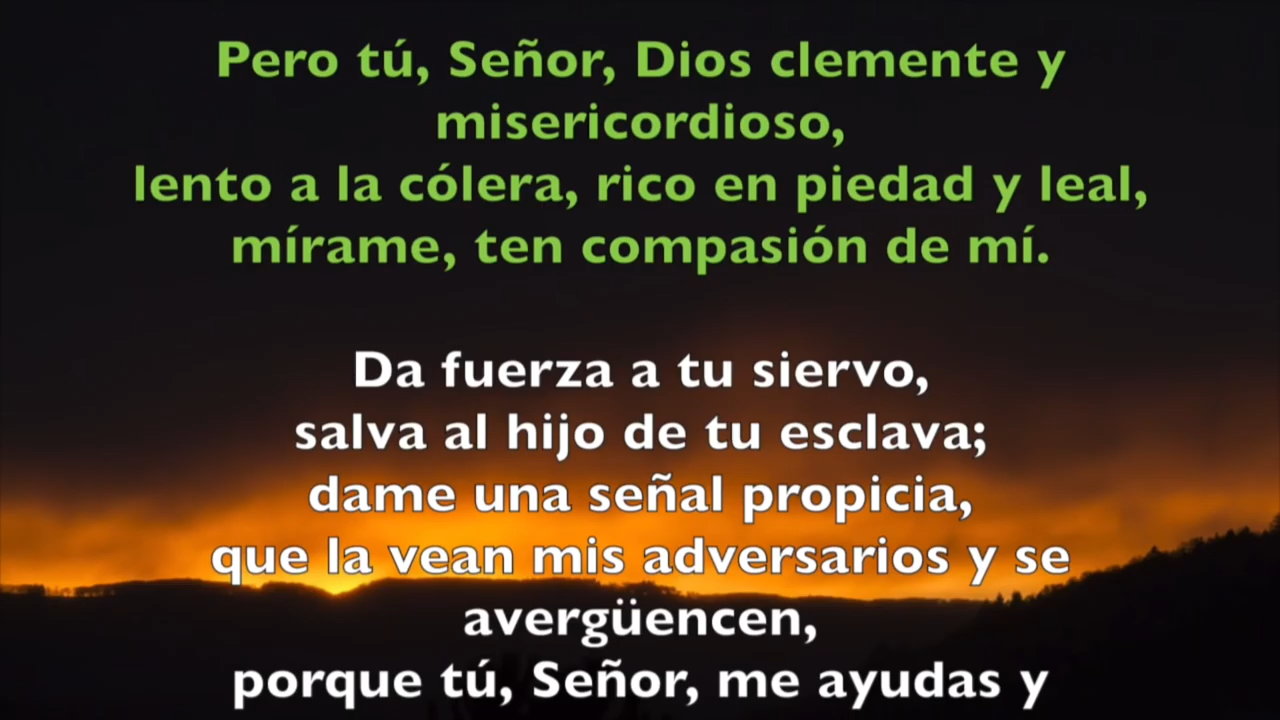 Pero tú, Señor, Dios clemente y
misericordioso,
lento a la cólera, rico en piedad y leal,
mírame, ten compasión de mí.
Da fuerza a tu siervo,
salva al hijo de tu esclava;
dame una señal propicia,
que la vean mis adversarios y se
avergüencen,
porque tú, Señor, me ayudas y